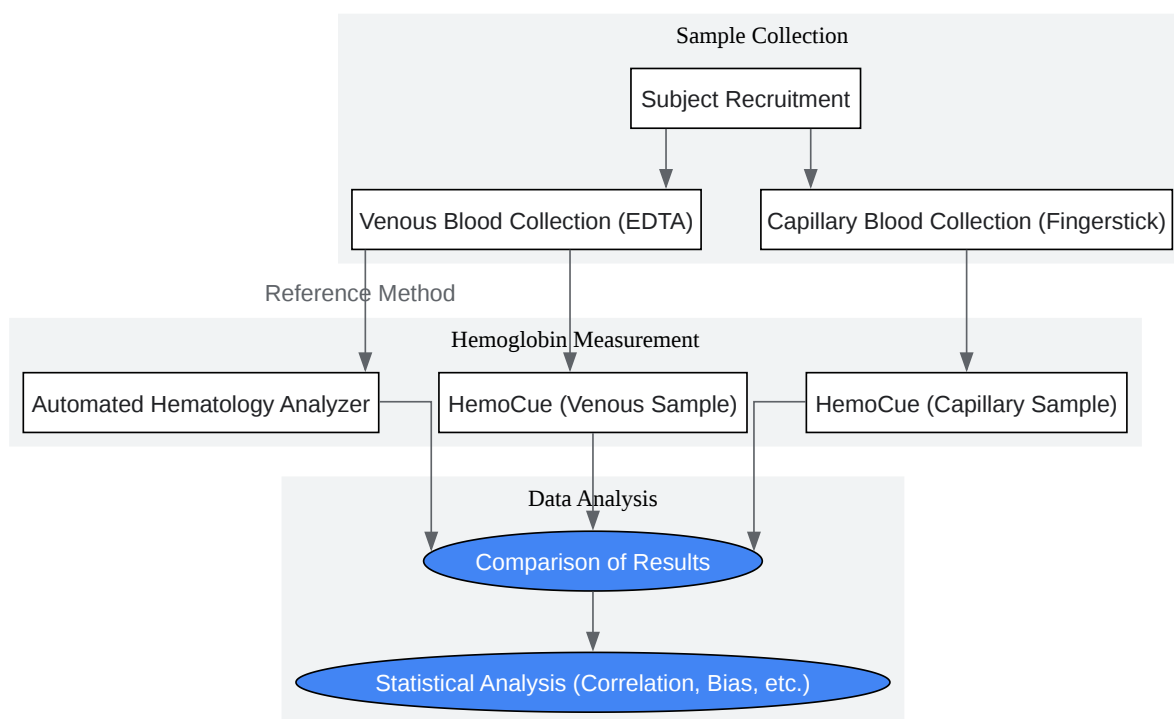 Sample Collection
Subject Recruitment
Venous Blood Collection (EDTA)
Capillary Blood Collection (Fingerstick)
Reference Method
Hemoglobin Measurement
Automated Hematology Analyzer
HemoCue (Venous Sample)
HemoCue (Capillary Sample)
Data Analysis
Comparison of Results
Statistical Analysis (Correlation, Bias, etc.)